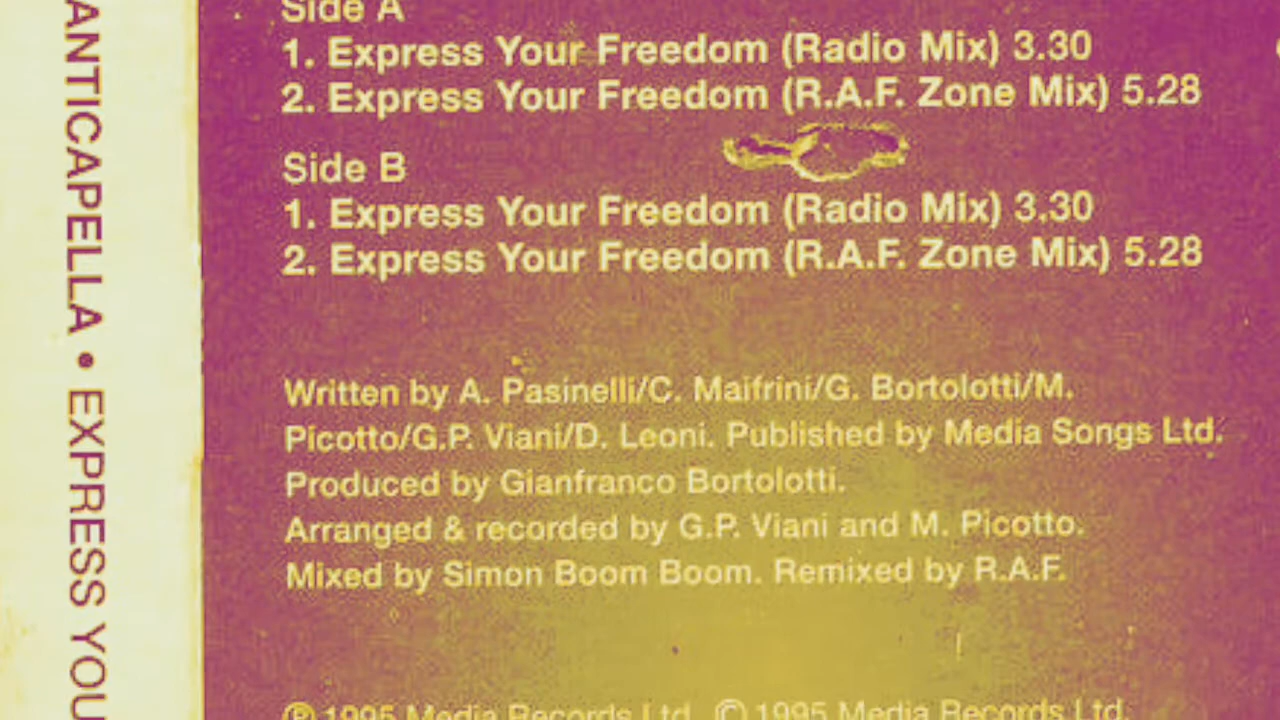 ANTICAPELLA • EXPRESS YOU
Side A
1. Express Your Freedom (Radio Mix) 3.30
2. Express Your Freedom (R.A.F. Zone Mix) 5.28
Side B
1. Express Your Freedom (Radio Mix) 3.30
2. Express Your Freedom (R.A.F. Zone Mix) 5.28
Written by A. Pasinelli/C. Maifrini/G. Bortolotti/M.
Picotto/G.P. Viani/D. Leoni. Published by Media Songs Ltd.
Produced by Gianfranco Bortolotti.
Arranged & recorded by G.P. Viani and M. Picotto.
Mixed by Simon Boom Boom. Remixed by R.A.F.
℗ 1995 Media Records Ltd. © 1995 Media Records Ltd.